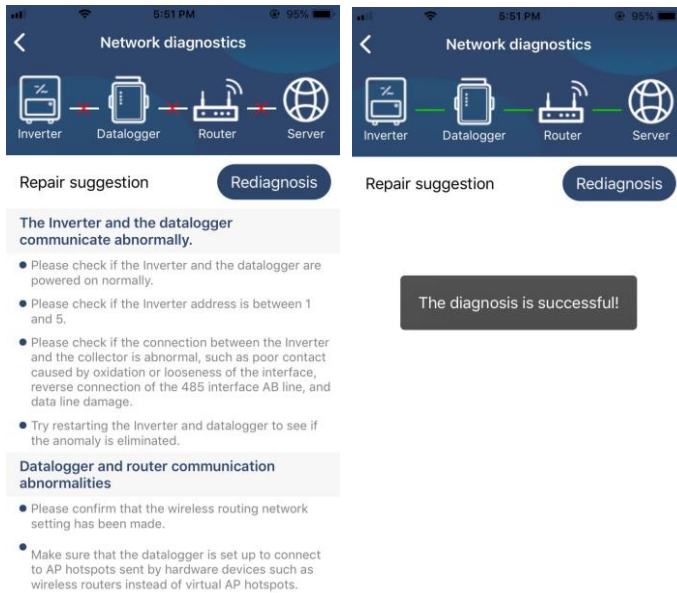 5:51 PM
95%
Network diagnostics
Inverter
Datalogger
Router
Server
Repair suggestion
Rediagnosis
The Inverter and the datalogger
communicate abnormally.
Please check if the Inverter and the datalogger are
powered on normally.
Please check if the Inverter address is between 1
and 5.
Please check if the connection between the Inverter
and the collector is abnormal, such as poor contact
caused by oxidation or looseness of the interface,
reverse connection of the 485 interface AB line, and
data line damage.
Try restarting the Inverter and datalogger to see if
the anomaly is eliminated.
Datalogger and router communication
abnormalities
Please confirm that the wireless routing network
setting has been made.
Make sure that the datalogger is set up to connect
to AP hotspots sent by hardware devices such as
wireless routers instead of virtual AP hotspots.
5:51 PM
95%
Network diagnostics
Inverter
Datalogger
Router
Server
Repair suggestion
Rediagnosis
The diagnosis is successful!